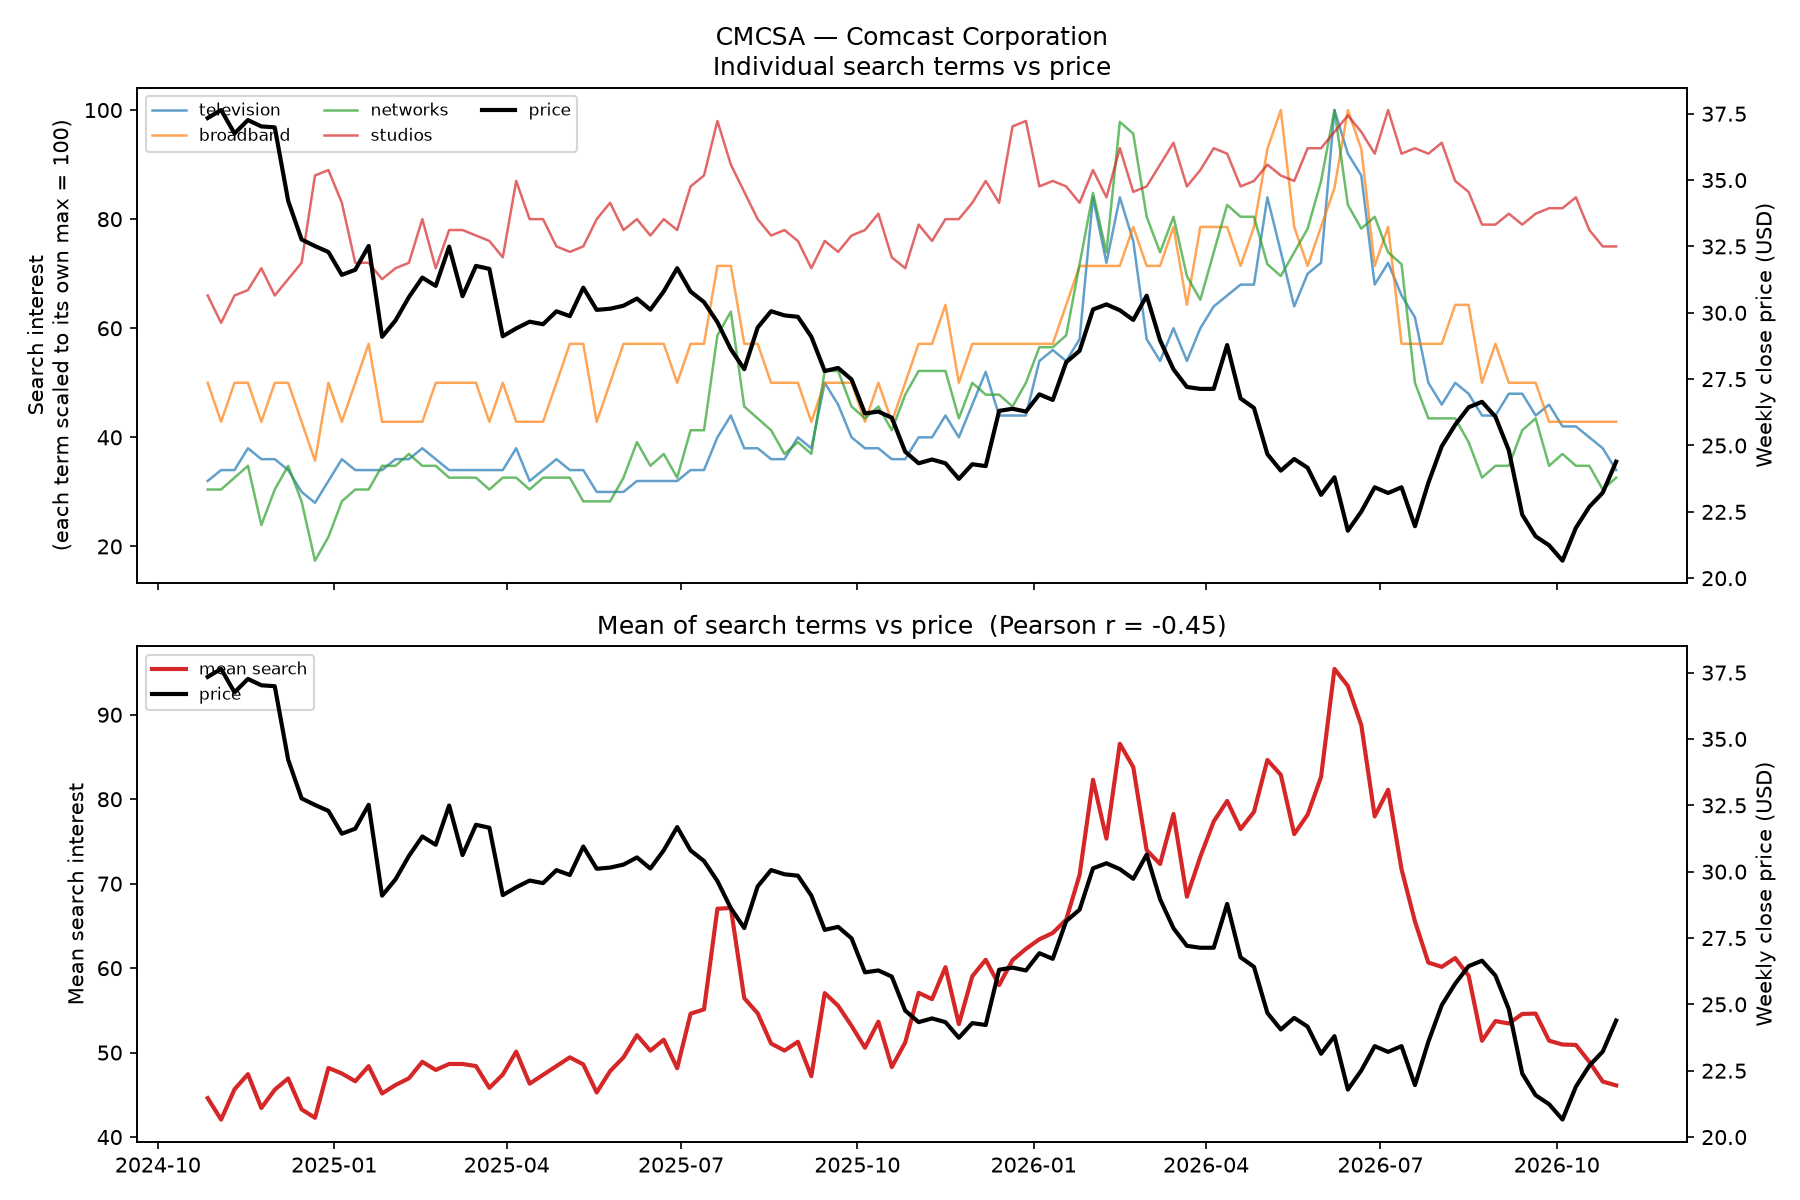 CMCSA — Comcast Corporation
Individual search terms vs price
television
broadband
networks
studios
price
100
80
60
40
20
Search interest
(each term scaled to its own max = 100)
37.5
35.0
32.5
30.0
27.5
25.0
22.5
20.0
Weekly close price (USD)
Mean of search terms vs price  (Pearson r = -0.45)
mean search
price
90
80
70
60
50
40
Mean search interest
37.5
35.0
32.5
30.0
27.5
25.0
22.5
20.0
Weekly close price (USD)
2024-10
2025-01
2025-04
2025-07
2025-10
2026-01
2026-04
2026-07
2026-10